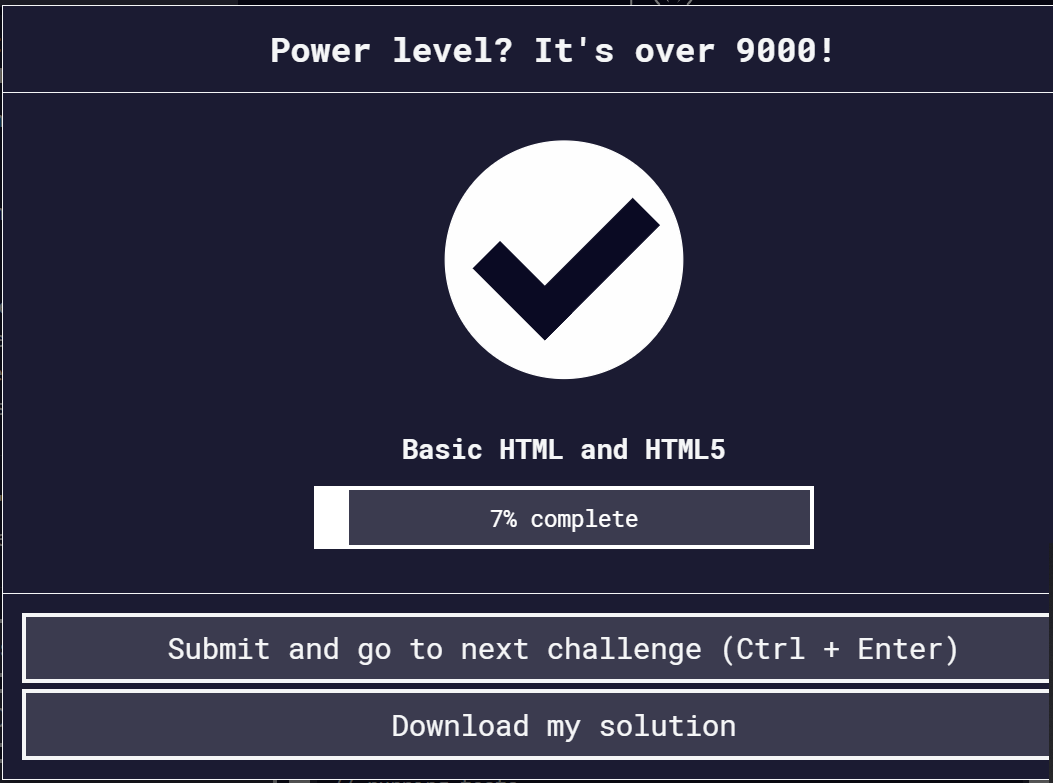 Power level? It's over 9000!
Basic HTML and HTML5
7% complete
Submit and go to next challenge (Ctrl + Enter)
Download my solution